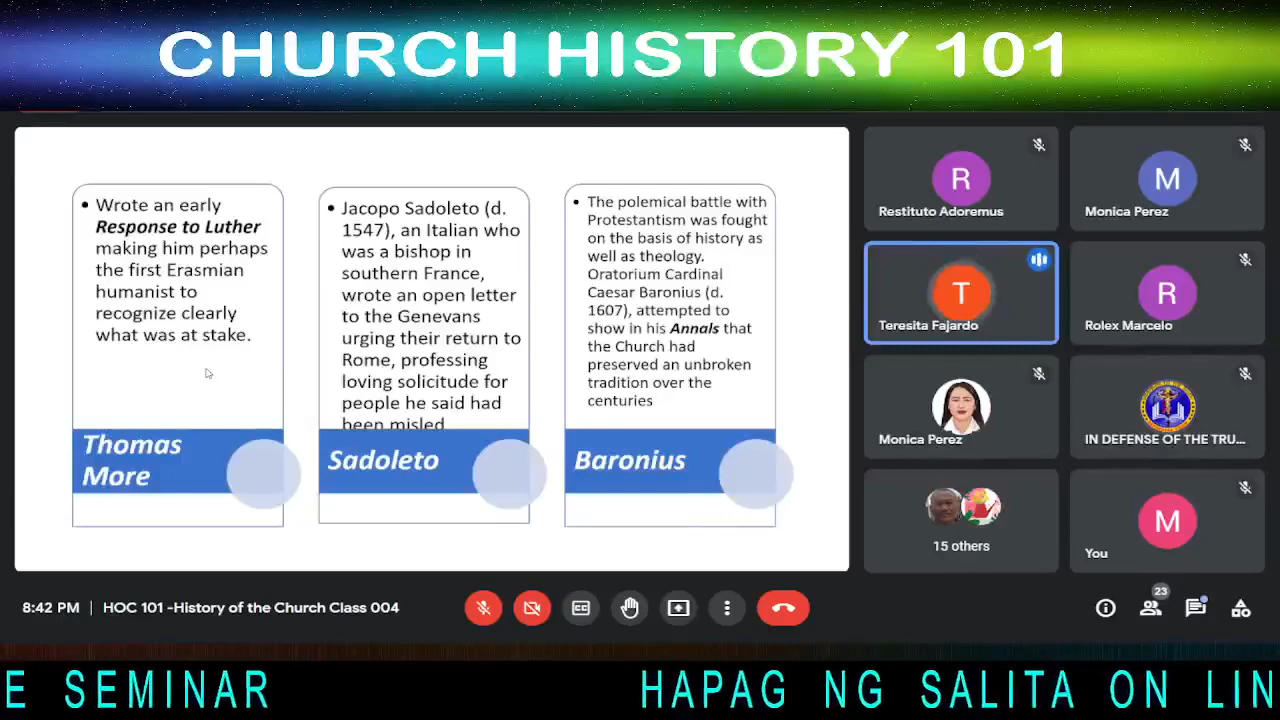 CHURCH HISTORY 101
• Wrote an early
Response to Luther
making him perhaps
the first Erasmian
humanist to
recognize clearly
what was at stake.
Thomas
More
• Jacopo Sadoleto (d.
1547), an Italian who
was a bishop in
southern France,
wrote an open letter
to the Genevans
urging their return to
Rome, professing
loving solicitude for
people he said had
been misled
Sadoleto
• The polemical battle with
Protestantism was fought
on the basis of history as
well as theology.
Oratorium Cardinal
Caesar Baronius (d.
1607), attempted to
show in his Annals that
the Church had
preserved an unbroken
tradition over the
centuries
Baronius
R
Restituto Adoremus
M
Monica Perez
T
Teresita Fajardo
R
Rolex Marcelo
Monica Perez
IN DEFENSE OF THE TRU...
15 others
M
You
8:42 PM | HOC 101 -History of the Church Class 004
CC
23
E SEMINAR HAPAG NG SALITA ON LIN